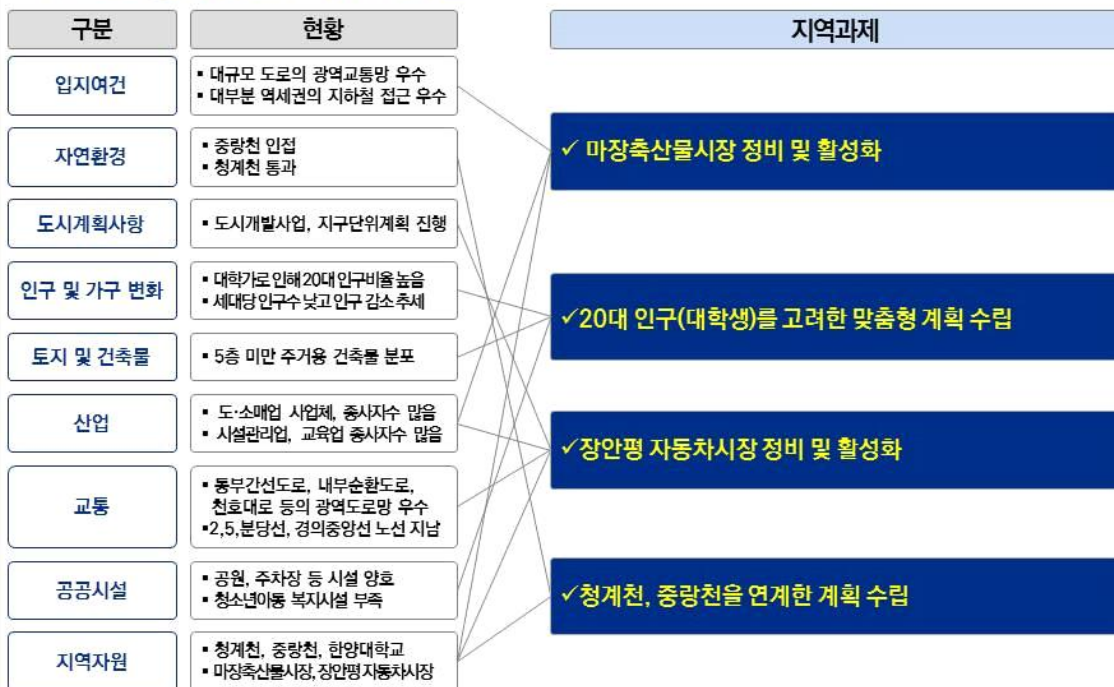 구분
현황
지역과제
입지여건
▪ 대규모 도로의 광역교통망 우수
▪ 대부분 역세권의 지하철 접근 우수
✓ 마장축산물시장 정비 및 활성화
자연환경
▪ 중랑천 인접
▪ 청계천 통과
도시계획사항
▪ 도시개발사업, 지구단위계획 진행
인구 및 가구 변화
▪ 대학가로 인해 20대 인구비율 높음
▪ 세대당 인구수 낮고 인구 감소 추세
✓20대 인구(대학생)를 고려한 맞춤형 계획 수립
토지 및 건축물
▪ 5층 미만 주거용 건축물 분포
산업
▪ 도·소매업 사업체, 종사자수 많음
▪ 시설관리업, 교육업 종사자수 많음
✓장안평 자동차시장 정비 및 활성화
교통
▪ 동부간선도로, 내부순환도로,
천호대로 등의 광역도로망 우수
▪2,5,분당선, 경의중앙선 노선 지남
공공시설
▪ 공원, 주차장 등 시설 양호
▪ 청소년아동 복지시설 부족
✓청계천, 중랑천을 연계한 계획 수립
지역자원
▪ 청계천, 중랑천, 한양대학교
▪ 마장축산물시장, 장안평자동차시장